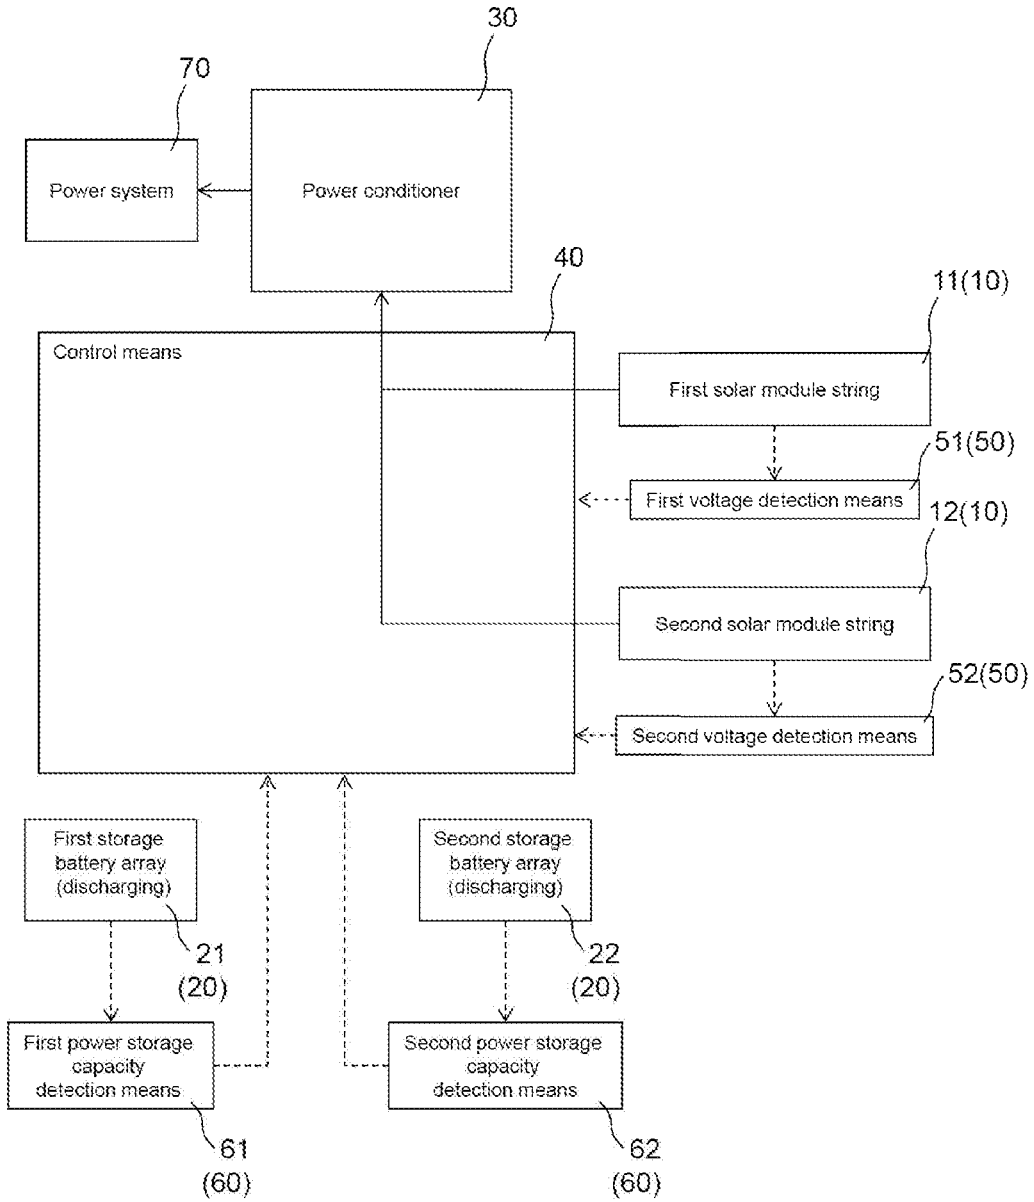 30
70
Power system
Power conditioner
40
11(10)
Control means
First solar module string
51(50)
First voltage detection means
12(10)
Second solar module string
52(50)
Second voltage detection means
First storage
battery array
(discharging)
Second storage
battery array
(discharging)
21
(20)
22
(20)
First power storage
capacity
detection means
Second power storage
capacity
detection means
61
(60)
62
(60)